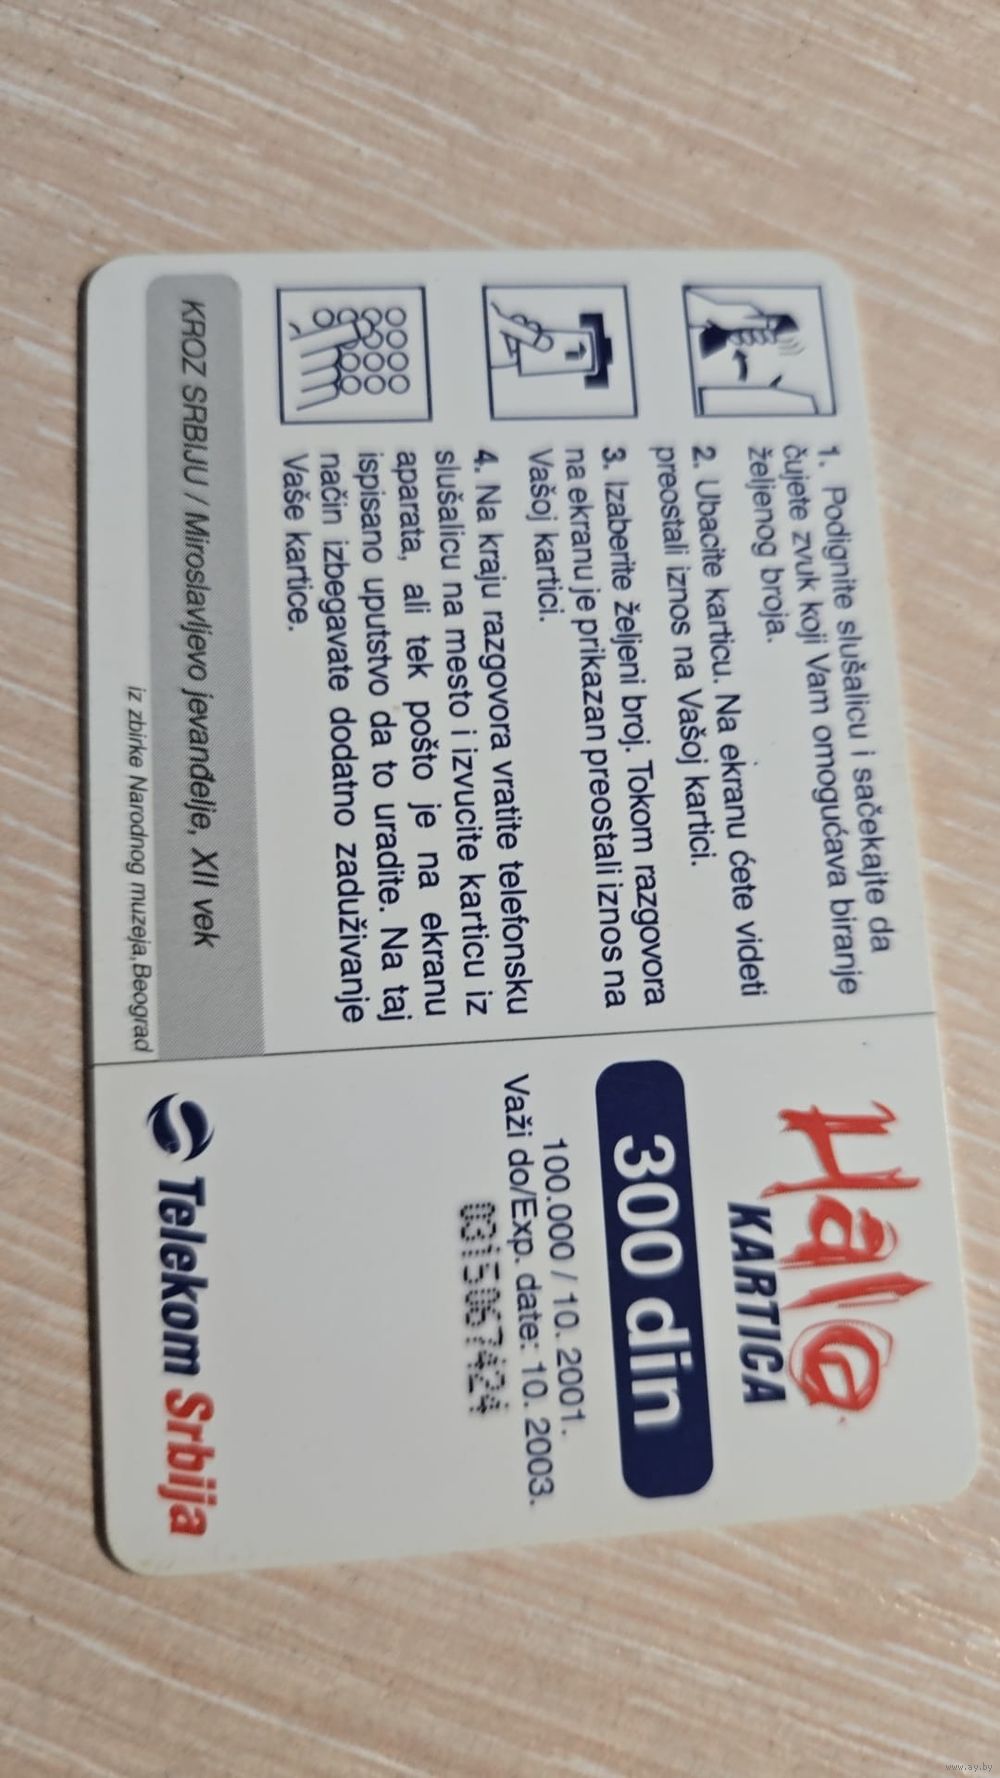 1. Podignite slušalicu i sačekajte da
čujete zvuk koji Vam omogućava biranje
željenog broja.
2. Ubacite karticu. Na ekranu ćete videti
preostali iznos na Vašoj kartici.
3. Izaberite željeni broj. Tokom razgovora
na ekranu je prikazan preostali iznos na
Vašoj kartici.
4. Na kraju razgovora vratite telefonsku
slušalicu na mesto i izvucite karticu iz
aparata, ali tek pošto je na ekranu
ispisano uputstvo da to uradite. Na taj
način izbegavate dodatno zaduživanje
Vaše kartice.
KROZ SRBIJU / Miroslavljevo jevanđelje, XII vek
iz zbirke Narodnog muzeja, Beograd
Halo
KARTICA
300 din
100.000 / 10. 2001.
Važi do/Exp. date: 10. 2003.
0315067424
Telekom Srbija
www.ay.by